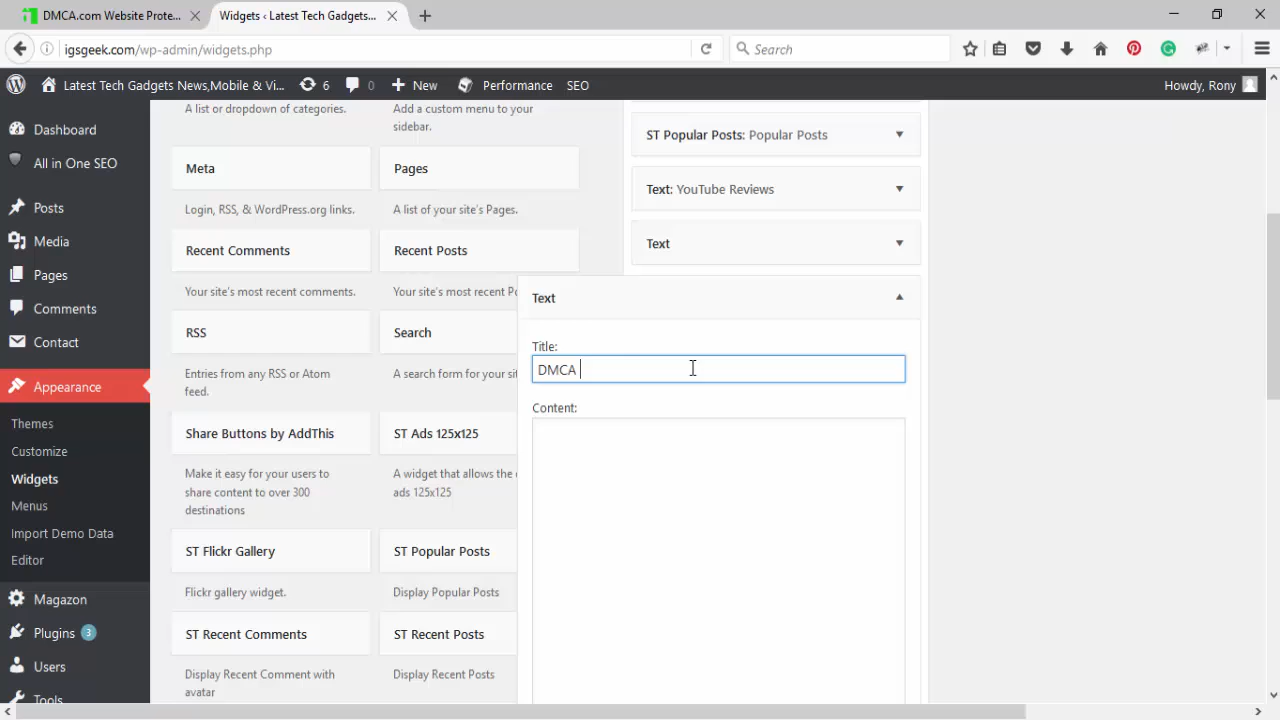 DMCA.com Website Prote...
Widgets ‹ Latest Tech Gadgets...
igsgeek.com/wp-admin/widgets.php
Search
Latest Tech Gadgets News,Mobile & Vi...
6
0
New
Performance
SEO
Howdy, Rony
Dashboard
All in One SEO
Posts
Media
Pages
Comments
Contact
Appearance
Themes
Customize
Widgets
Menus
Import Demo Data
Editor
Magazon
Plugins 3
Users
Tools
A list or dropdown of categories.
Add a custom menu to your
sidebar.
Meta
Pages
Login, RSS, & WordPress.org links.
A list of your site's Pages.
Recent Comments
Recent Posts
Your site's most recent comments.
Your site's most recent Po
RSS
Search
Entries from any RSS or Atom
feed.
A search form for your sit
Share Buttons by AddThis
ST Ads 125x125
Make it easy for your users to
share content to over 300
destinations
A widget that allows the
ads 125x125
ST Flickr Gallery
ST Popular Posts
Flickr gallery widget.
Display Popular Posts
ST Recent Comments
ST Recent Posts
Display Recent Comment with
avatar
Display Recent Posts
ST Popular Posts: Popular Posts
Text: YouTube Reviews
Text
Text
Title:
DMCA
Content: